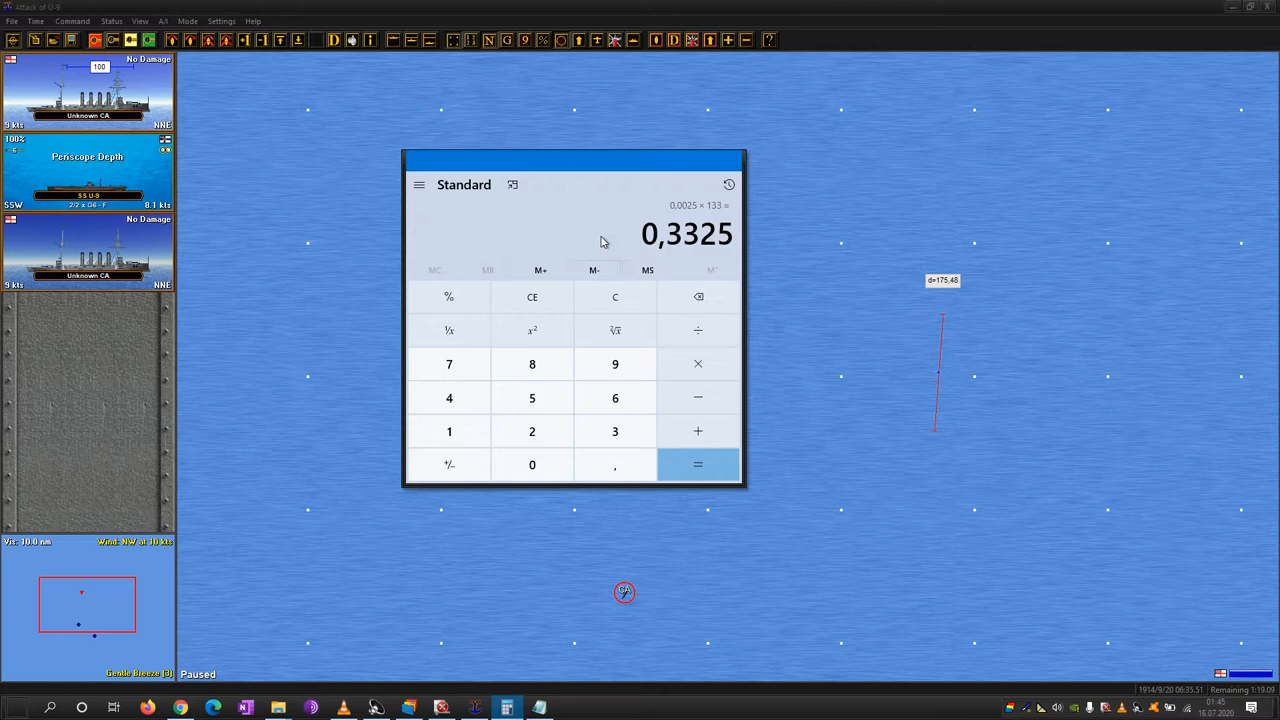 Attack of U-9
File Time Command Status View A/I Mode Settings Help
No Damage
100
Unknown CA
9 kts NNE
100% 
6
Periscope Depth
SS U-9
SSW 2/2 x G6 - F 8.1 kts
No Damage
Unknown CA
9 kts NNE
Vis: 10.0 nm Wind: NW at 10 kts
Gentle Breeze (3)
Standard
0,0025 × 133 =
0,3325
MC MR M+ M- MS M˅
% CE C
¹/x x² ²√x ÷
7 8 9 ×
4 5 6 −
1 2 3 +
+/− 0 , =
d=175,48
CA
Paused
1914/9/20 06:35.51 Remaining 1:19.09
01:45
16.07.2020